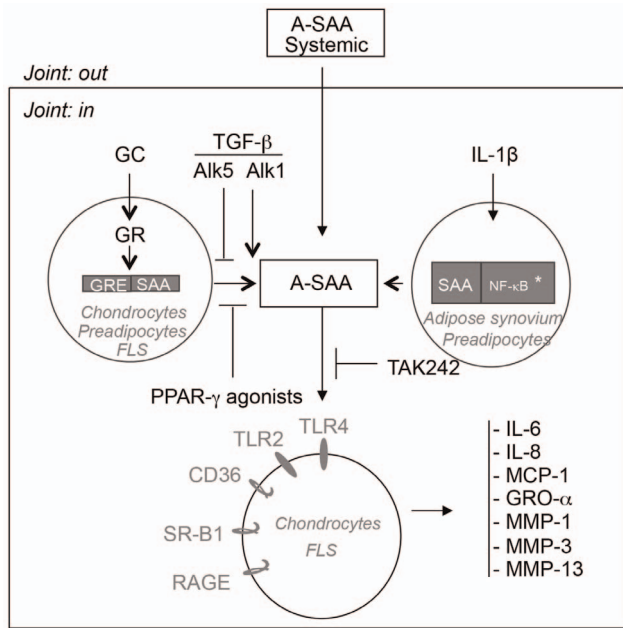 A-SAA
Systemic
Joint: out
Joint: in
TGF-β
Alk5 Alk1
GC
IL-1β
GR
GRE SAA
A-SAA
SAA NF-κB *
Chondrocytes
Preadipocytes
FLS
Adipose synovium
Preadipocytes
TAK242
PPAR-γ agonists
TLR4
TLR2
CD36
SR-B1
RAGE
Chondrocytes
FLS
- IL-6
- IL-8
- MCP-1
- GRO-α
- MMP-1
- MMP-3
- MMP-13